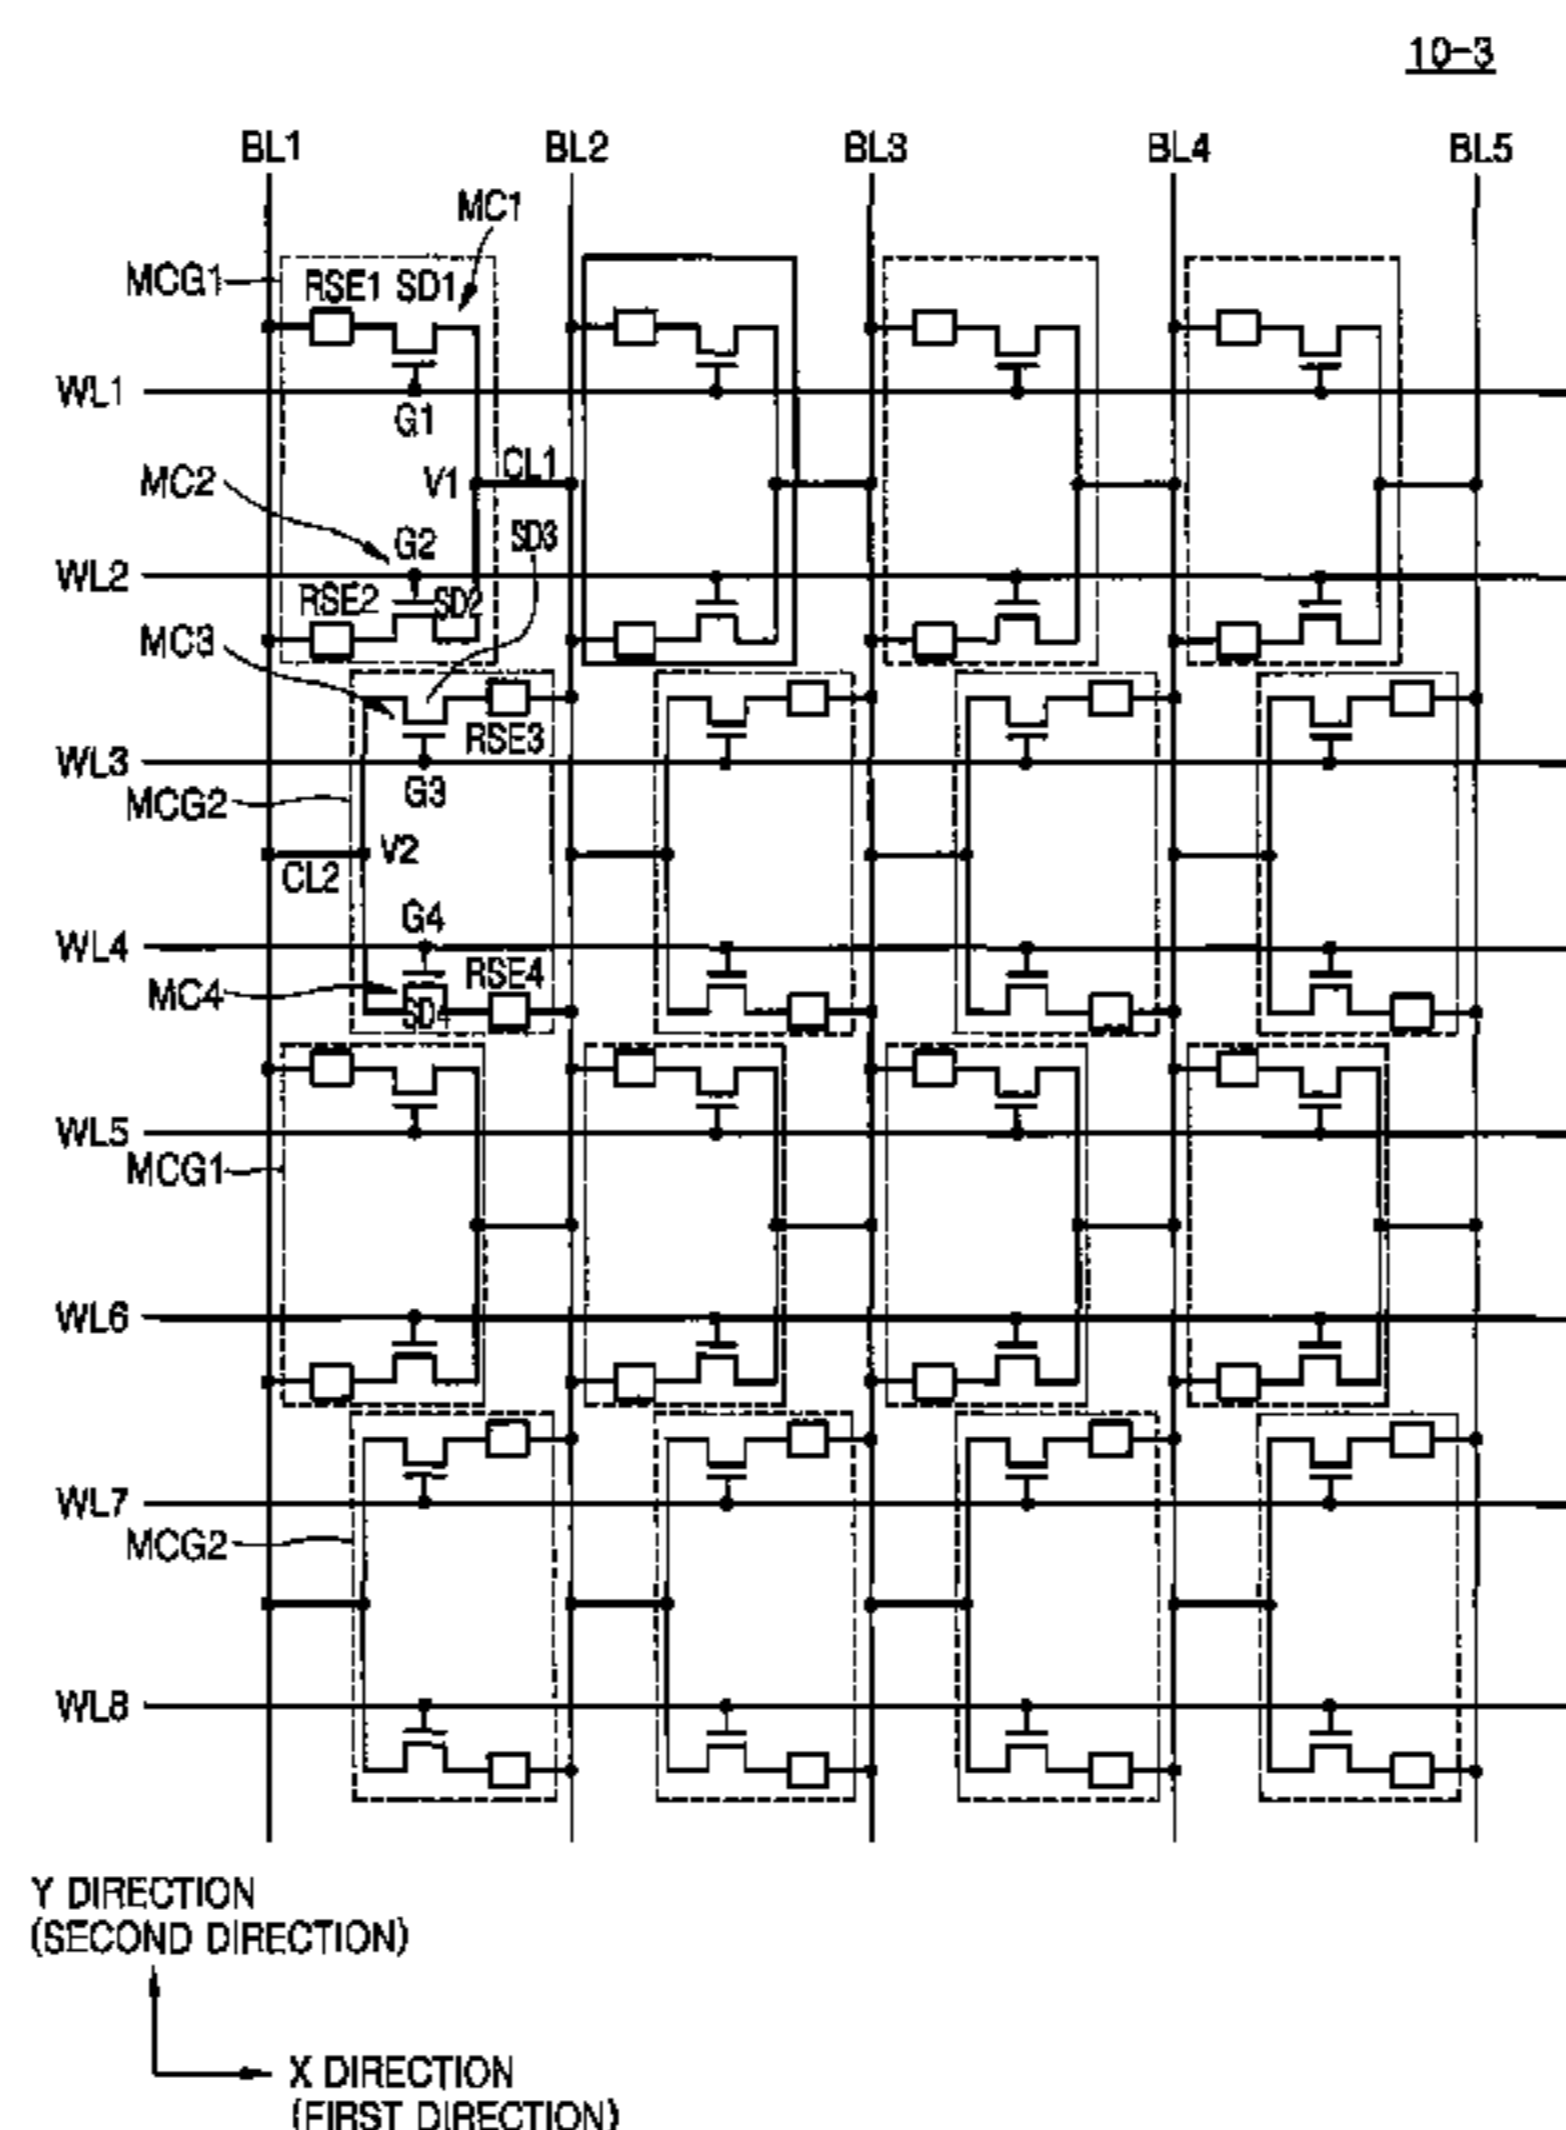 10-3
BL1 BL2 BL3 BL4 BL5
MC1
MCG1 RSE1 SD1
WL1
G1
MC2 V1 CL1
G2 SD3
WL2
RSE2 SD2
MC3
RSE3
WL3
MCG2 G3
V2
CL2
G4
WL4
RSE4
MC4
SD4
WL5
MCG1
WL6
WL7
MCG2
WL8
Y DIRECTION
(SECOND DIRECTION)
X DIRECTION
(FIRST DIRECTION)